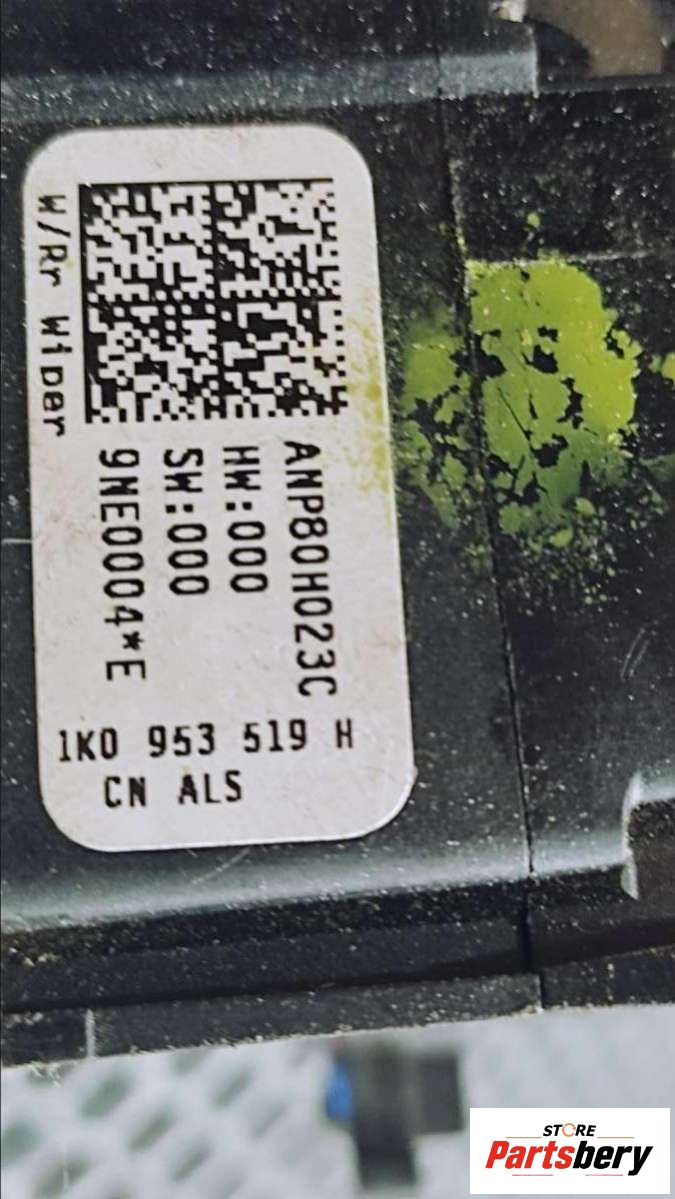 W/Rr Wiper
ANP80H023C
HW:000
SW:000
9NE0004*E
1K0 953 519 H
CN ALS
STORE
Partsbery